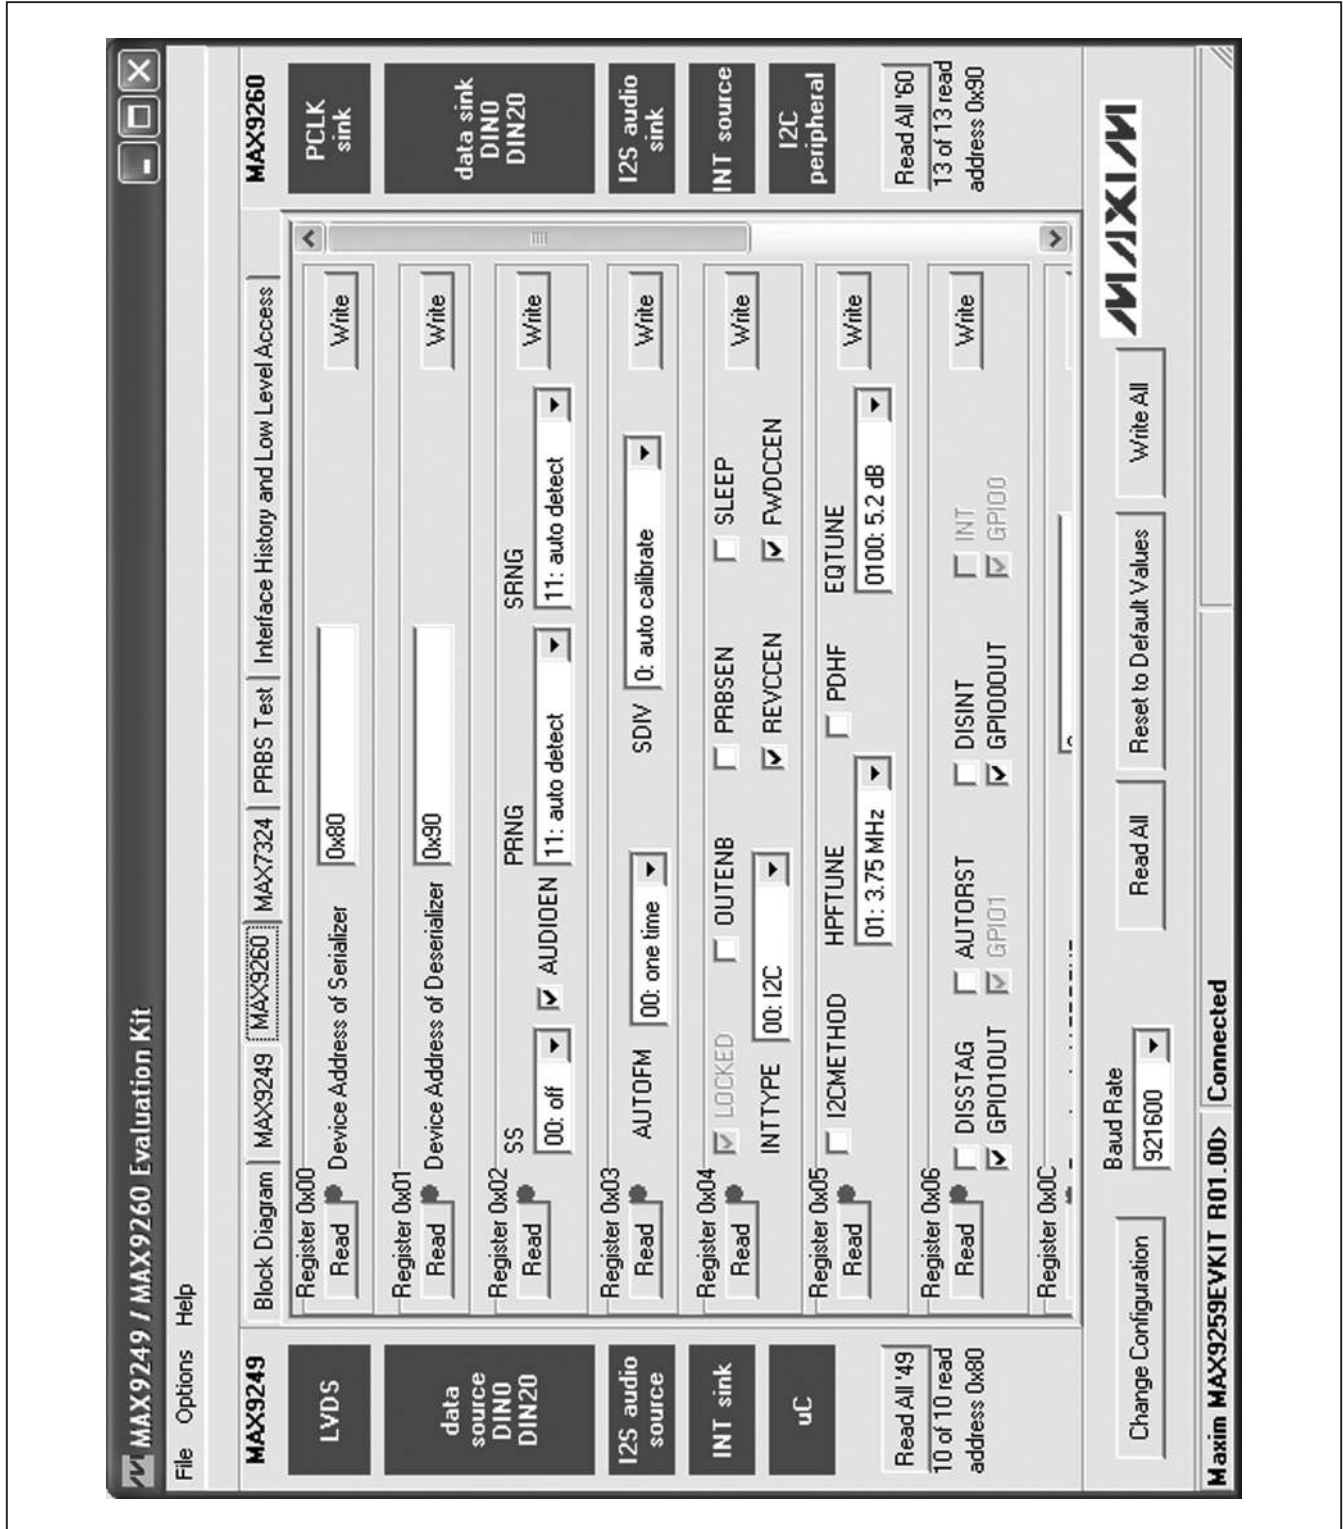 MAX9249 / MAX9260 Evaluation Kit
File Options Help
MAX9249
LVDS
data
source
DIN0
DIN20
I2S audio
source
INT sink
uC
Read All '49
10 of 10 read
address 0x80
Block Diagram MAX9249 MAX9260 MAX7324 PRBS Test Interface History and Low Level Access
Register 0x00
Read Device Address of Serializer 0x80 Write
Register 0x01
Read Device Address of Deserializer 0x90 Write
Register 0x02
SS PRNG SRNG
Read 00: off AUDIOEN 11: auto detect 11: auto detect Write
Register 0x03
Read AUTOFM 00: one time SDIV 0: auto calibrate Write
Register 0x04
LOCKED OUTENB PRBSEN SLEEP
Read Write
INTTYPE 00: I2C REVCCEN FWDCCEN
Register 0x05
I2CMETHOD HPFTUNE PDHF EQTUNE
Read 01: 3.75 MHz 0100: 5.2 dB Write
Register 0x06
DISSTAG AUTORST DISINT INT
Read Write
GPIO1OUT GPIO1 GPIO0OUT GPIO0
Register 0x0C
MAX9260
PCLK
sink
data sink
DIN0
DIN20
I2S audio
sink
INT source
I2C
peripheral
Read All '60
13 of 13 read
address 0x90
Change Configuration
Baud Rate
921600
Read All
Reset to Default Values
Write All
MAXIM
Maxim MAX9259EVKIT R01.00> Connected